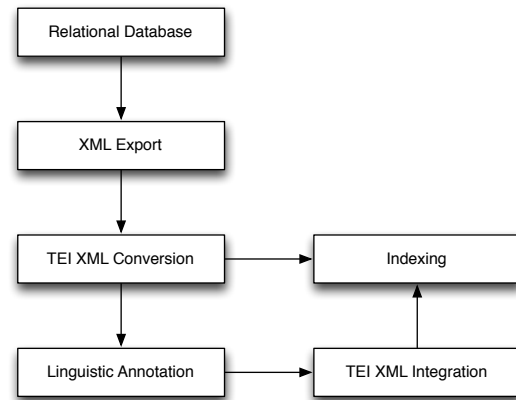 Relational Database
XML Export
TEI XML Conversion
Indexing
Linguistic Annotation
TEI XML Integration